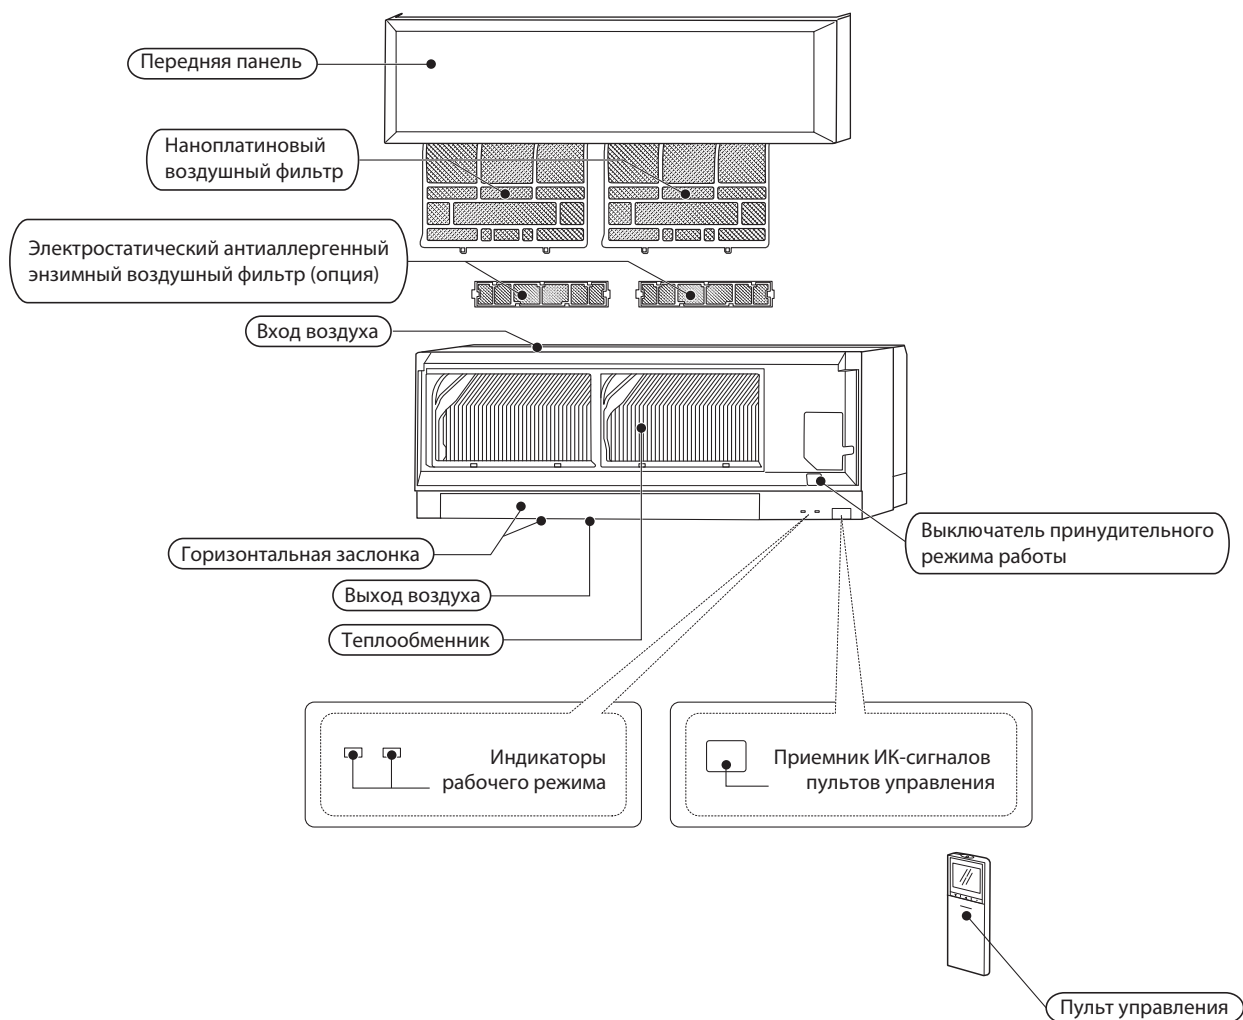 Передняя панель
Наноплатиновый
воздушный фильтр
Электростатический антиаллергенный
энзимный воздушный фильтр (опция)
Вход воздуха
Выключатель принудительного
режима работы
Горизонтальная заслонка
Выход воздуха
Теплообменник
Индикаторы
рабочего режима
Приемник ИК-сигналов
пультов управления
Пульт управления